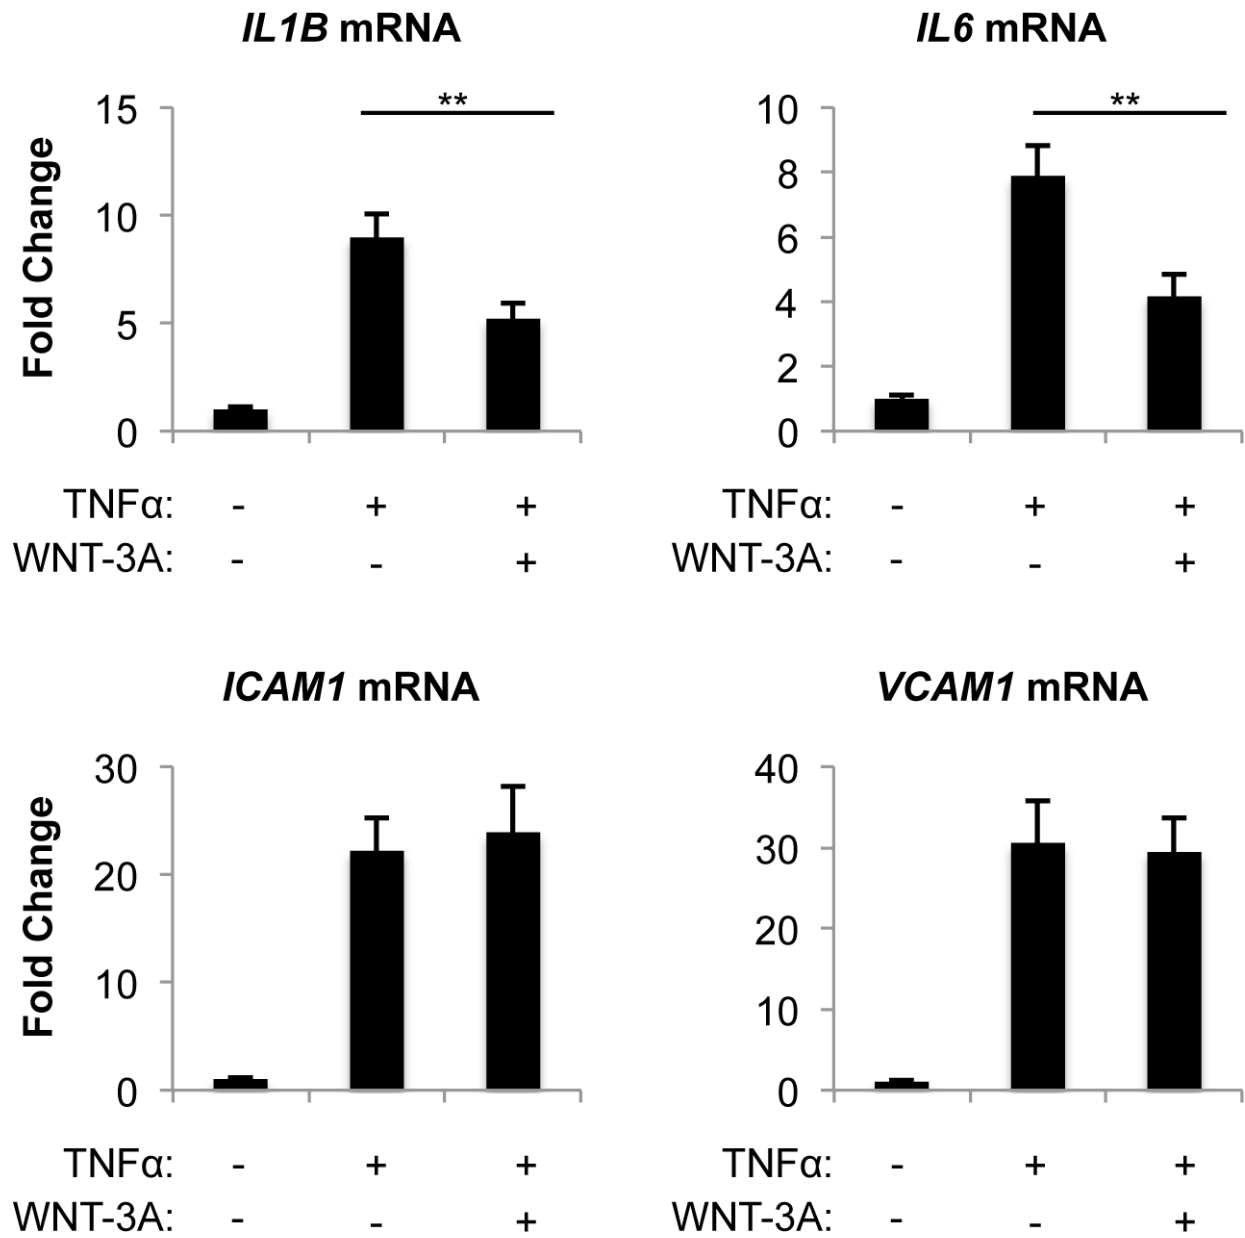 IL1B mRNA
Fold Change
15
10
5
0
**
TNFα: - + +
WNT-3A: - - +
IL6 mRNA
10
8
6
4
2
0
**
TNFα: - + +
WNT-3A: - - +
ICAM1 mRNA
Fold Change
30
20
10
0
TNFα: - + +
WNT-3A: - - +
VCAM1 mRNA
40
30
20
10
0
TNFα: - + +
WNT-3A: - - +